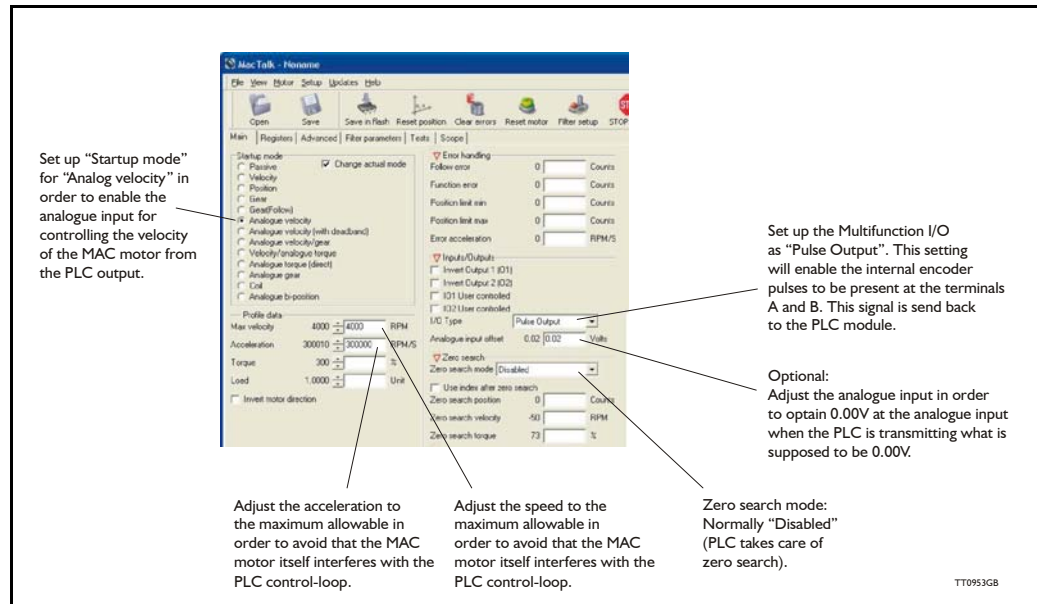 MacTalk - Noname
File View Motor Setup Updates Help
Open Save Save in flash Reset position Clear errors Reset motor Filter setup STOP
Main Registers Advanced Filter parameters Tests Scope
Startup mode
Change actual mode
Passive
Velocity
Position
Gear
Gear(Folow)
Analogue velocity
Analogue velocity (with deadband)
Analogue velocity/gear
Velocity/analogue torque
Analogue torque (direct)
Analogue gear
Coil
Analogue bi-position
Profile data
Max velocity 4000 4000 RPM
Acceleration 300010 300000 RPM/S
Torque 300 %
Load 1,0000 Unit
Invert motor direction
Error handling
Follow error 0 Counts
Function error 0 Counts
Position limit min 0 Counts
Position limit max 0 Counts
Error acceleration 0 RPM/S
Inputs/Outputs
Invert Output 1 (O1)
Invert Output 2 (O2)
IO1 User controlled
IO2 User controlled
I/O Type Pulse Output
Analogue input offset 0.02 0.02 Volts
Zero search
Zero search mode Disabled
Use index after zero search
Zero search position 0 Counts
Zero search velocity -50 RPM
Zero search torque 73 %
Set up “Startup mode”
for “Analog velocity” in
order to enable the
analogue input for
controlling the velocity
of the MAC motor from
the PLC output.
Set up the Multifunction I/O
as “Pulse Output”. This setting
will enable the internal encoder
pulses to be present at the terminals
A and B. This signal is send back
to the PLC module.
Optional:
Adjust the analogue input in order
to optain 0.00V at the analogue input
when the PLC is transmitting what is
supposed to be 0.00V.
Adjust the acceleration to
the maximum allowable in
order to avoid that the MAC
motor itself interferes with the
PLC control-loop.
Adjust the speed to the
maximum allowable in
order to avoid that the MAC
motor itself interferes with the
PLC control-loop.
Zero search mode:
Normally “Disabled”
(PLC takes care of
zero search).
TT0953GB